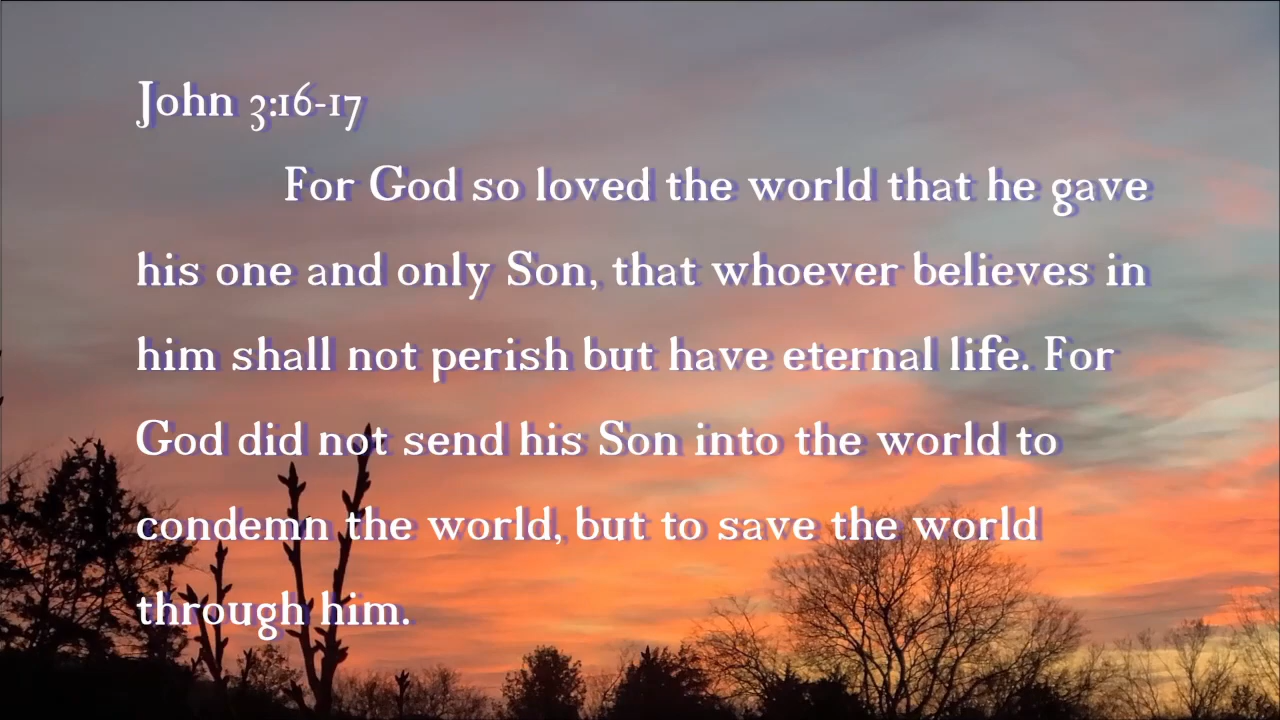 John 3:16-17
For God so loved the world that he gave
his one and only Son, that whoever believes in
him shall not perish but have eternal life. For
God did not send his Son into the world to
condemn the world, but to save the world
through him.